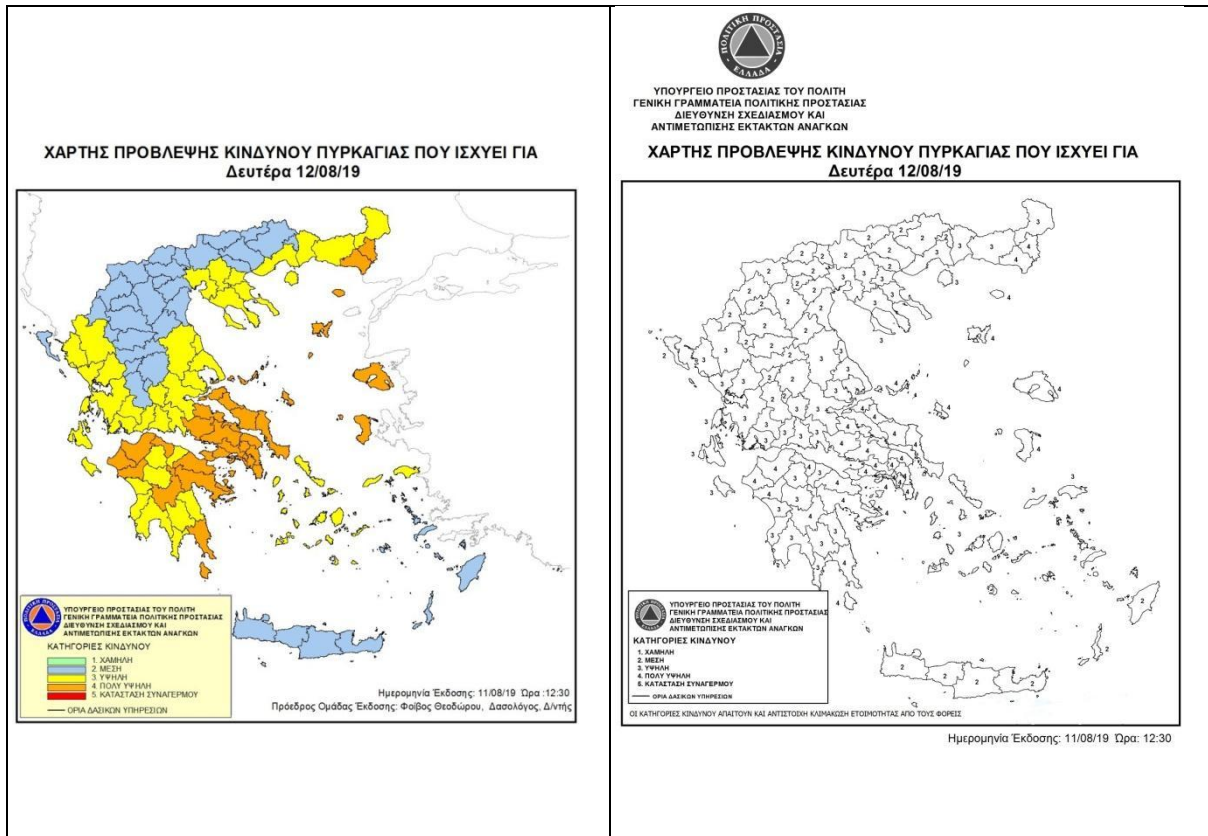 ΧΑΡΤΗΣ ΠΡΟΒΛΕΨΗΣ ΚΙΝΔΥΝΟΥ ΠΥΡΚΑΓΙΑΣ ΠΟΥ ΙΣΧΥΕΙ ΓΙΑ
Δευτέρα 12/08/19
ΥΠΟΥΡΓΕΙΟ ΠΡΟΣΤΑΣΙΑΣ ΤΟΥ ΠΟΛΙΤΗ
ΓΕΝΙΚΗ ΓΡΑΜΜΑΤΕΙΑ ΠΟΛΙΤΙΚΗΣ ΠΡΟΣΤΑΣΙΑΣ
ΔΙΕΥΘΥΝΣΗ ΣΧΕΔΙΑΣΜΟΥ ΚΑΙ
ΑΝΤΙΜΕΤΩΠΙΣΗΣ ΕΚΤΑΚΤΩΝ ΑΝΑΓΚΩΝ
ΚΑΤΗΓΟΡΙΕΣ ΚΙΝΔΥΝΟΥ
1. ΧΑΜΗΛΗ
2. ΜΕΣΗ
3. ΥΨΗΛΗ
4. ΠΟΛΥ ΥΨΗΛΗ
5. ΚΑΤΑΣΤΑΣΗ ΣΥΝΑΓΕΡΜΟΥ
ΟΡΙΑ ΔΑΣΙΚΩΝ ΥΠΗΡΕΣΙΩΝ
Ημερομηνία Έκδοσης: 11/08/19 Ώρα :12:30
Πρόεδρος Ομάδας Έκδοσης: Φοίβος Θεοδώρου, Δασολόγος, Δ/ντής
ΠΟΛΙΤΙΚΗ ΠΡΟΣΤΑΣΙΑ
ΕΛΛΑΔΑ
ΥΠΟΥΡΓΕΙΟ ΠΡΟΣΤΑΣΙΑΣ ΤΟΥ ΠΟΛΙΤΗ
ΓΕΝΙΚΗ ΓΡΑΜΜΑΤΕΙΑ ΠΟΛΙΤΙΚΗΣ ΠΡΟΣΤΑΣΙΑΣ
ΔΙΕΥΘΥΝΣΗ ΣΧΕΔΙΑΣΜΟΥ ΚΑΙ
ΑΝΤΙΜΕΤΩΠΙΣΗΣ ΕΚΤΑΚΤΩΝ ΑΝΑΓΚΩΝ
ΧΑΡΤΗΣ ΠΡΟΒΛΕΨΗΣ ΚΙΝΔΥΝΟΥ ΠΥΡΚΑΓΙΑΣ ΠΟΥ ΙΣΧΥΕΙ ΓΙΑ
Δευτέρα 12/08/19
ΥΠΟΥΡΓΕΙΟ ΠΡΟΣΤΑΣΙΑΣ ΤΟΥ ΠΟΛΙΤΗ
ΓΕΝΙΚΗ ΓΡΑΜΜΑΤΕΙΑ ΠΟΛΙΤΙΚΗΣ ΠΡΟΣΤΑΣΙΑΣ
ΔΙΕΥΘΥΝΣΗ ΣΧΕΔΙΑΣΜΟΥ ΚΑΙ
ΑΝΤΙΜΕΤΩΠΙΣΗΣ ΕΚΤΑΚΤΩΝ ΑΝΑΓΚΩΝ
ΚΑΤΗΓΟΡΙΕΣ ΚΙΝΔΥΝΟΥ
1. ΧΑΜΗΛΗ
2. ΜΕΣΗ
3. ΥΨΗΛΗ
4. ΠΟΛΥ ΥΨΗΛΗ
5. ΚΑΤΑΣΤΑΣΗ ΣΥΝΑΓΕΡΜΟΥ
ΟΡΙΑ ΔΑΣΙΚΩΝ ΥΠΗΡΕΣΙΩΝ
ΟΙ ΚΑΤΗΓΟΡΙΕΣ ΚΙΝΔΥΝΟΥ ΑΠΑΙΤΟΥΝ ΚΑΙ ΑΝΤΙΣΤΟΙΧΗ ΚΛΙΜΑΚΩΣΗ ΕΤΟΙΜΟΤΗΤΑΣ ΑΠΟ ΤΟΥΣ ΦΟΡΕΙΣ
Ημερομηνία Έκδοσης: 11/08/19 Ώρα: 12:30